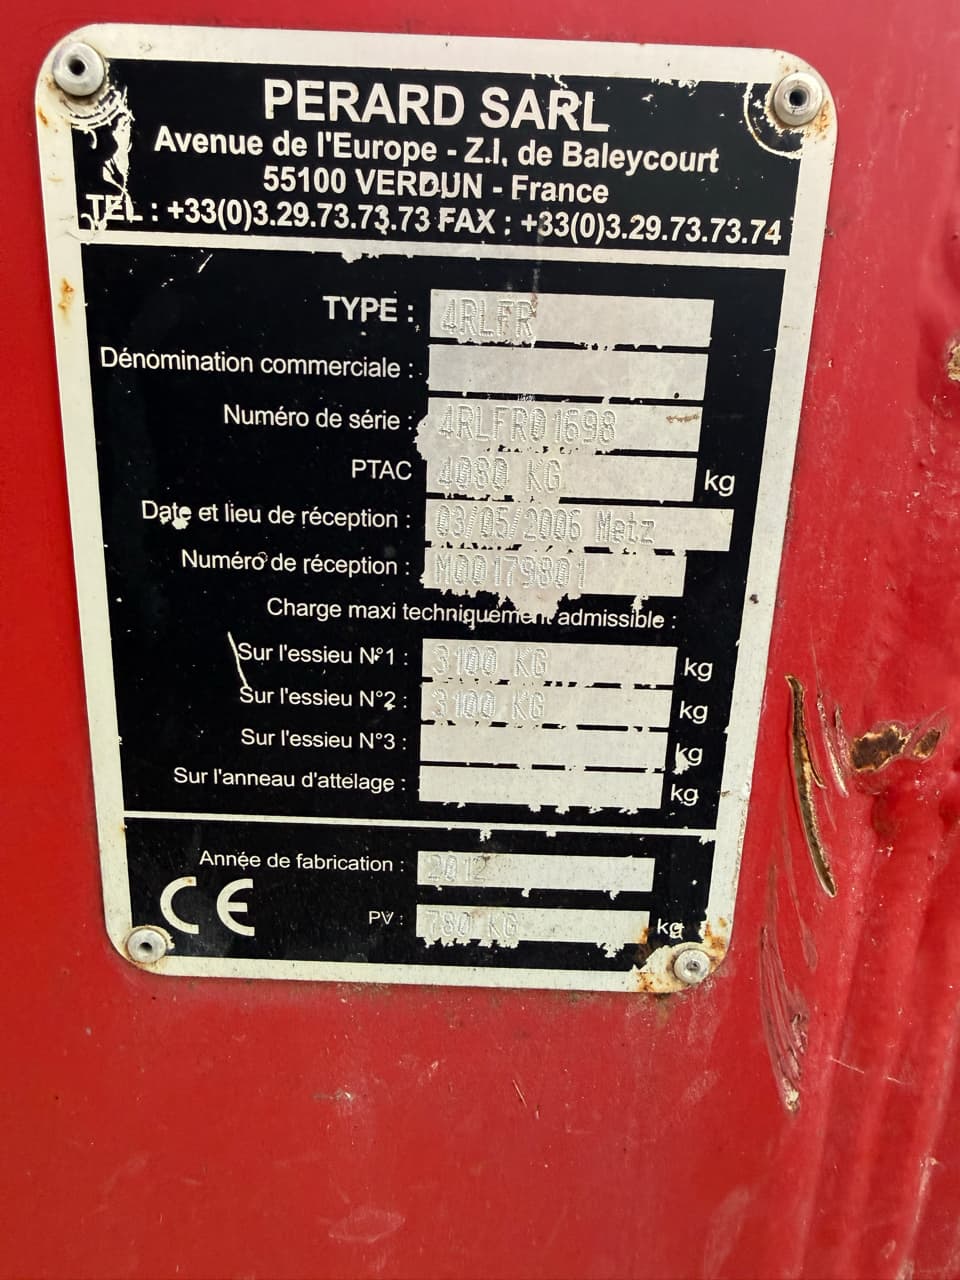 PERARD SARL
Avenue de l'Europe - Z.I. de Baleycourt
55100 VERDUN - France
TEL : +33(0)3.29.73.73.73 FAX : +33(0)3.29.73.73.74
TYPE : 4RLFR
Dénomination commerciale :
Numéro de série : 4RLFR01698
PTAC 4080 KG kg
Date et lieu de réception : 03/05/2006 Metz
Numéro de réception : M00179801
Charge maxi techniquement admissible :
Sur l'essieu N°1 : 3100 KG kg
Sur l'essieu N°2 : 3100 KG kg
Sur l'essieu N°3 : kg
Sur l'anneau d'attelage : kg
Année de fabrication : 2012
CE PV : 780 KG kg